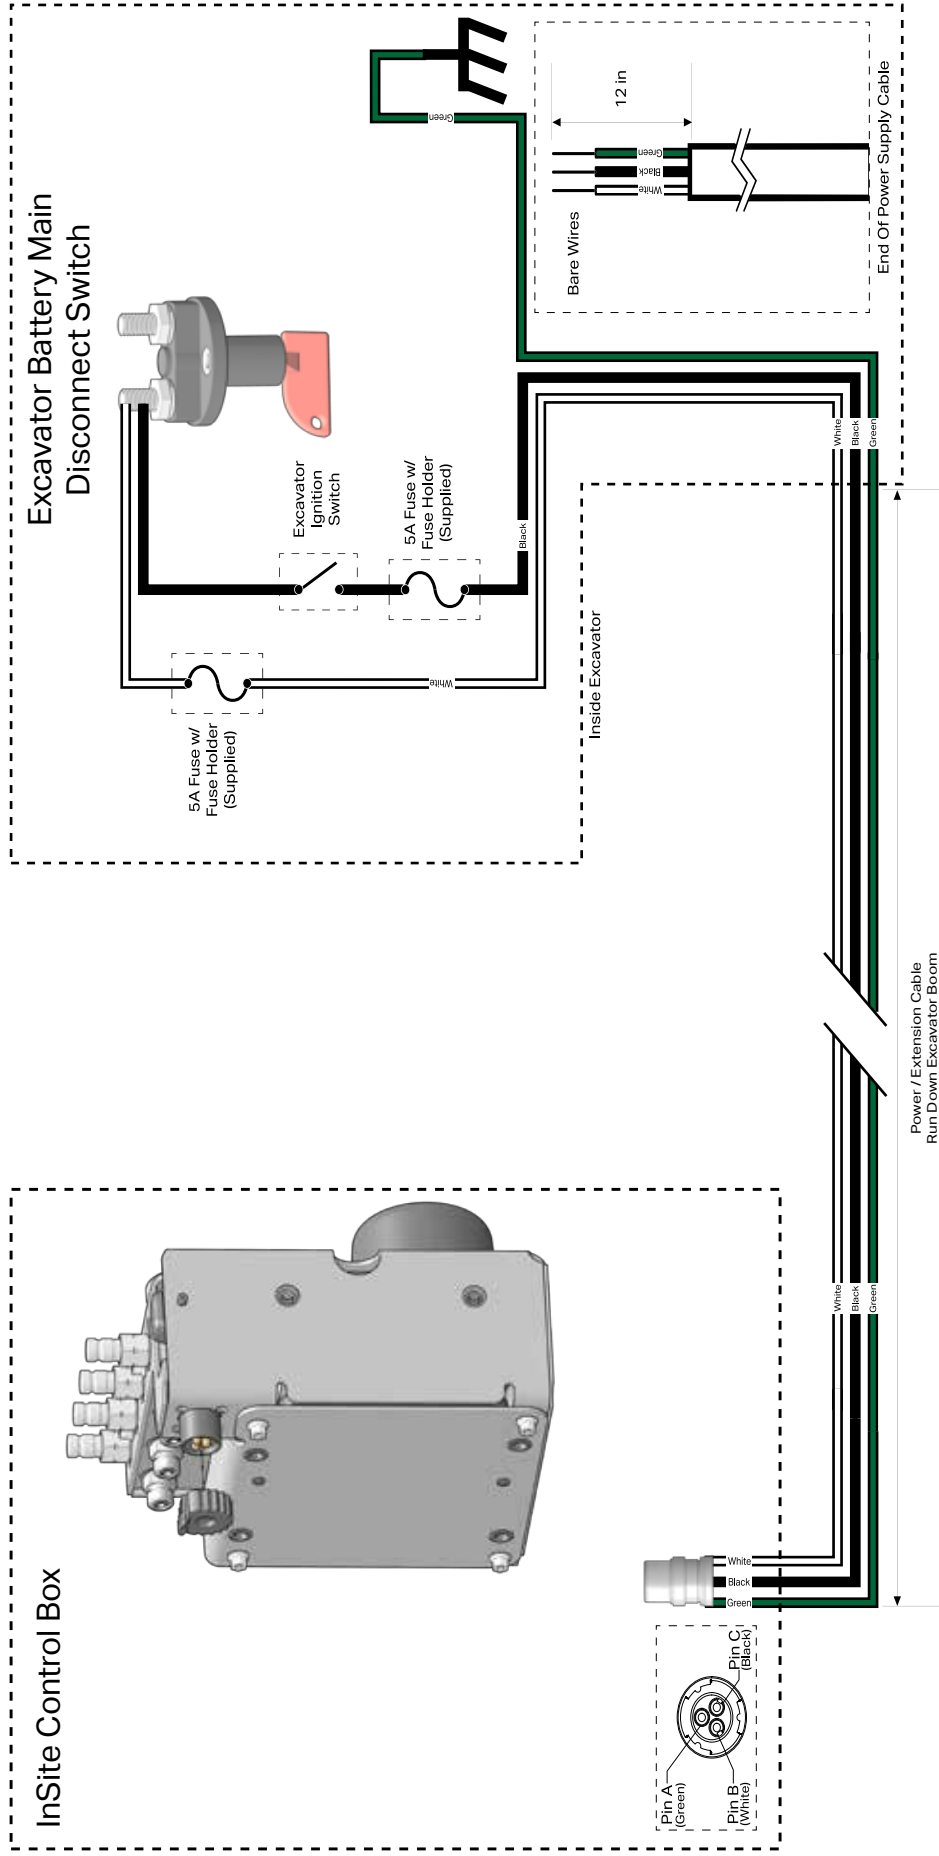 InSite Control Box
Pin A
(Green)
Pin B
(White)
Pin C
(Black)
White
Black
Green
White
Black
Green
Power / Extension Cable
Run Down Excavator Boom
Excavator Battery Main
Disconnect Switch
5A Fuse w/
Fuse Holder
(Supplied)
White
Excavator
Ignition
Switch
5A Fuse w/
Fuse Holder
(Supplied)
Black
Inside Excavator
White
Black
Green
Green
Bare Wires
12 in
Green
Black
White
End Of Power Supply Cable